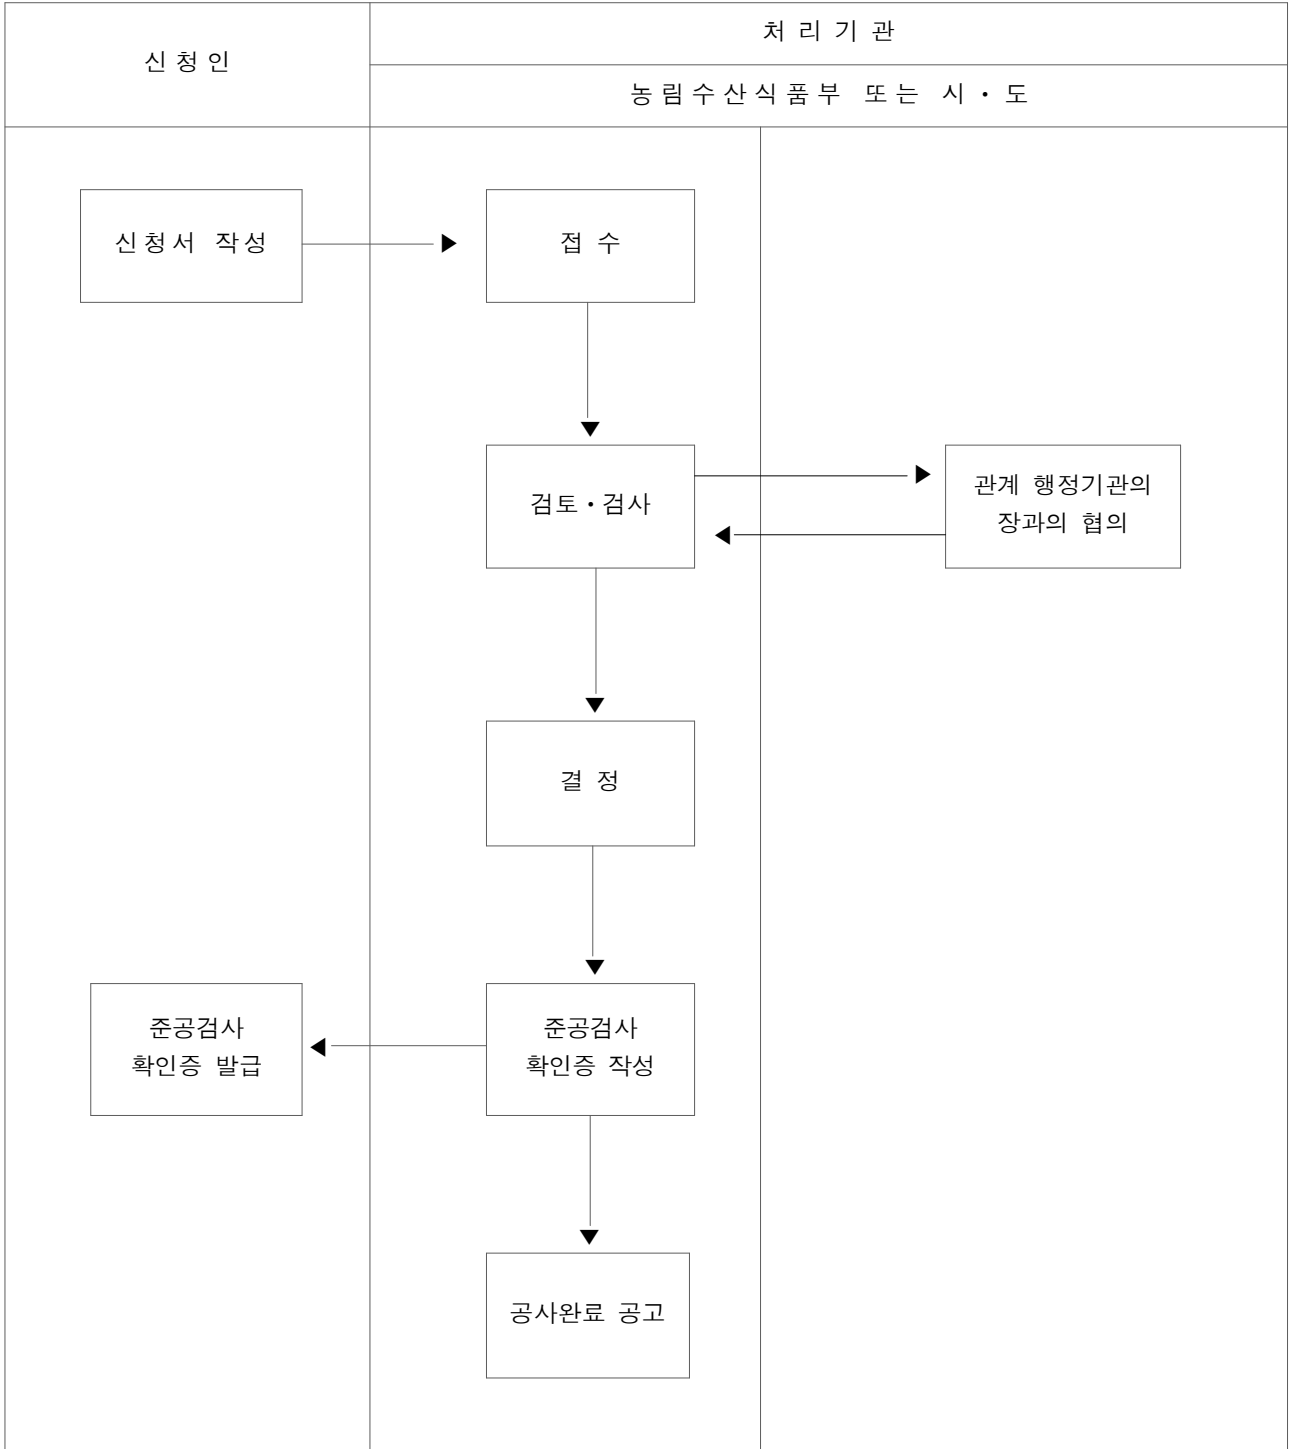 신청인
처리기관
농림수산식품부 또는 시·도
신청서 작성
접 수
검토·검사
관계 행정기관의
장과의 협의
결 정
준공검사
확인증 발급
준공검사
확인증 작성
공사완료 공고